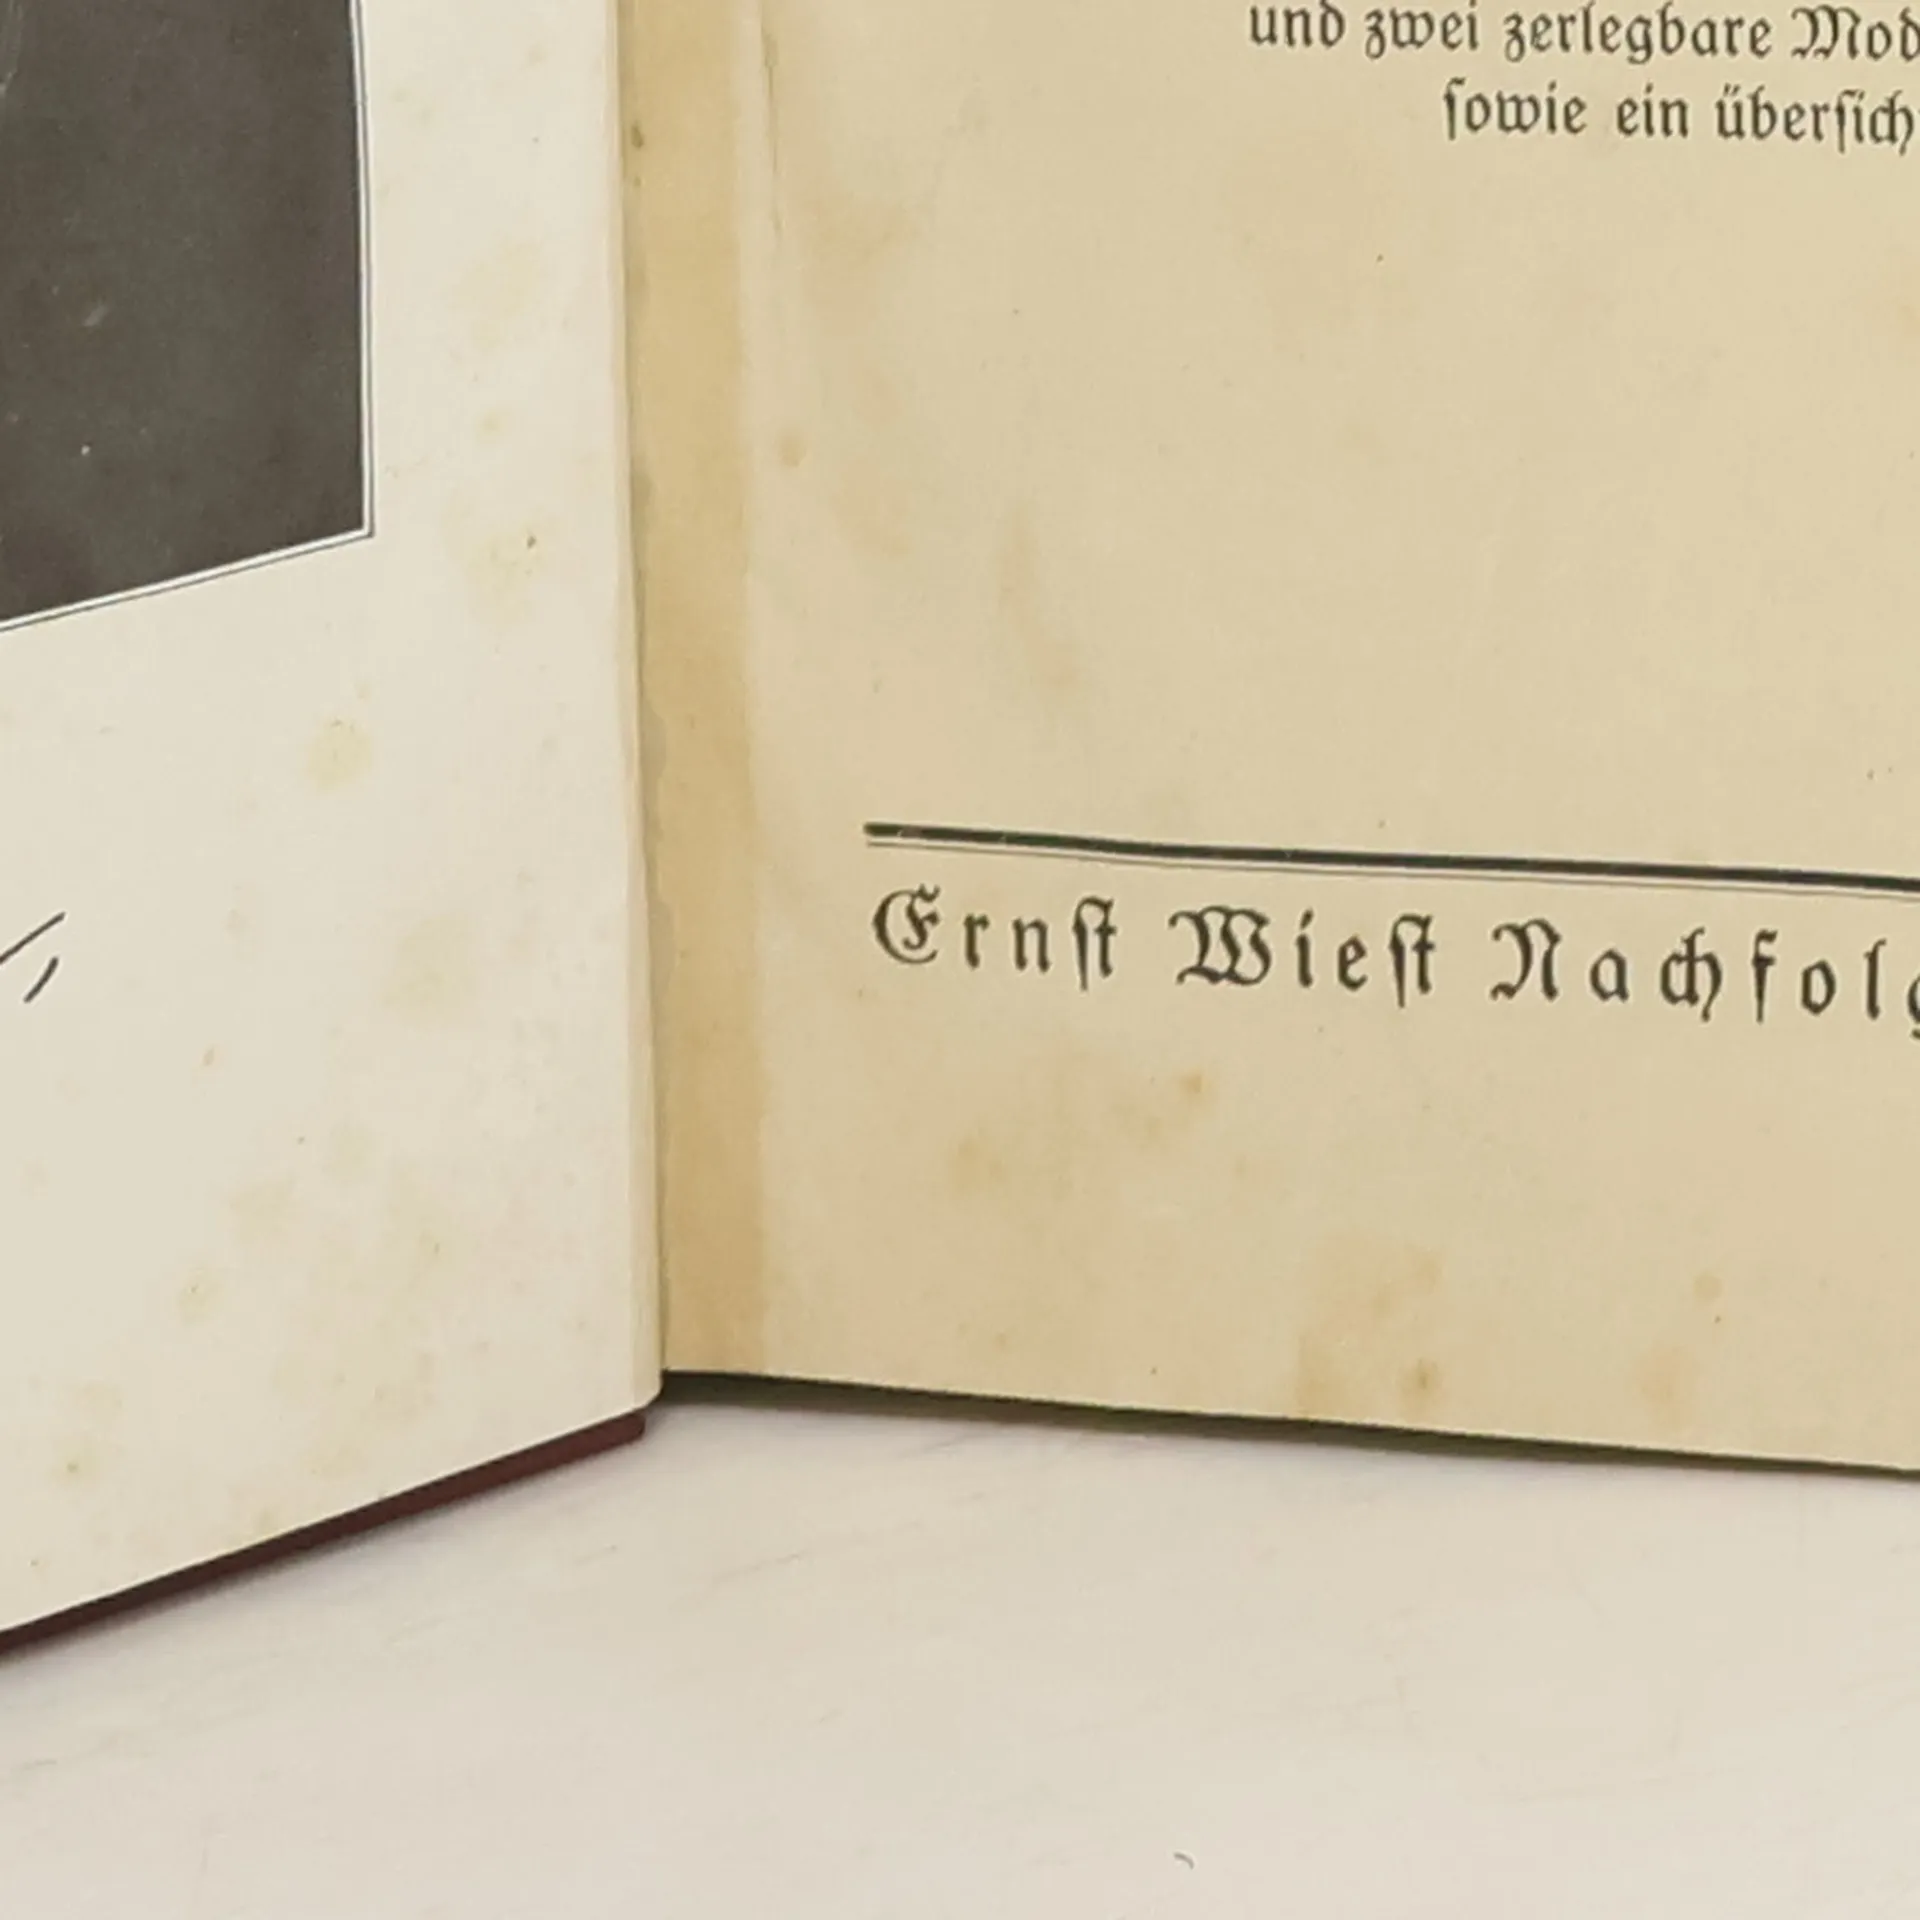 und zwei zerlegbare Mod
ſowie ein überſich
Ernſt Wieſt Nachfolg